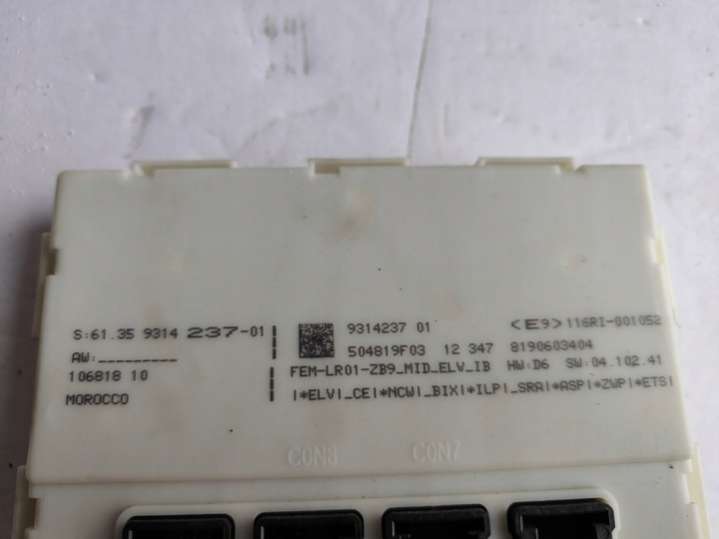 S:61.35 9314 237-01
AW:_________
106818 10
MOROCCO
9314237 01 <E9>116RI-001052
504819F03 12 347 8190603404
FEM-LR01-ZB9_MID_ELV_IB HW:D6 SW:04.102.41
|*ELV|_CE|*NCW|_BIX|*ILP|_SRA|*ASP|*ZWP|*ETS|
CON8 CON7